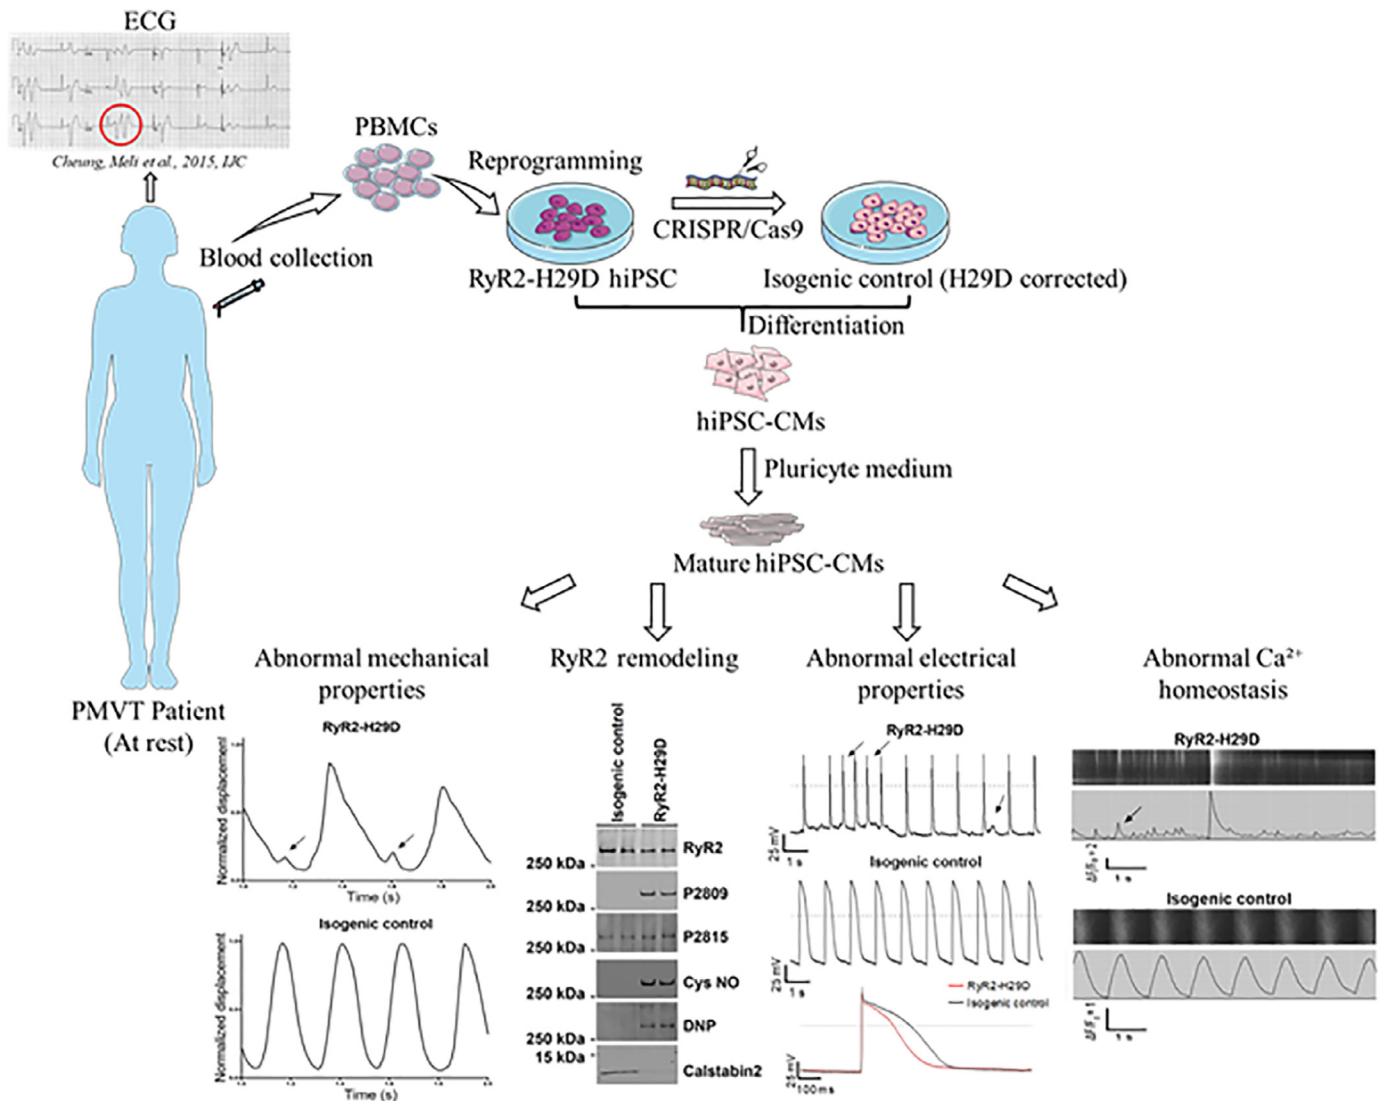 ECG
Cheung, Meli et al., 2015, IJC
PBMCs
Reprogramming
Blood collection
CRISPR/Cas9
RyR2-H29D hiPSC
Isogenic control (H29D corrected)
Differentiation
hiPSC-CMs
Pluricyte medium
Mature hiPSC-CMs
PMVT Patient
(At rest)
Abnormal mechanical
properties
RyR2-H29D
Normalized displacement
Time (s)
Isogenic control
Normalized displacement
Time (s)
RyR2 remodeling
Isogenic control
RyR2-H29D
RyR2
250 kDa
P2809
250 kDa
P2815
250 kDa
Cys NO
250 kDa
DNP
250 kDa
15 kDa
Calstabin2
Abnormal electrical
properties
RyR2-H29D
25 mV
1 s
Isogenic control
25 mV
1 s
RyR2-H29D
Isogenic control
25 mV
100 ms
Abnormal Ca²⁺
homeostasis
RyR2-H29D
1 s
Isogenic control
1 s